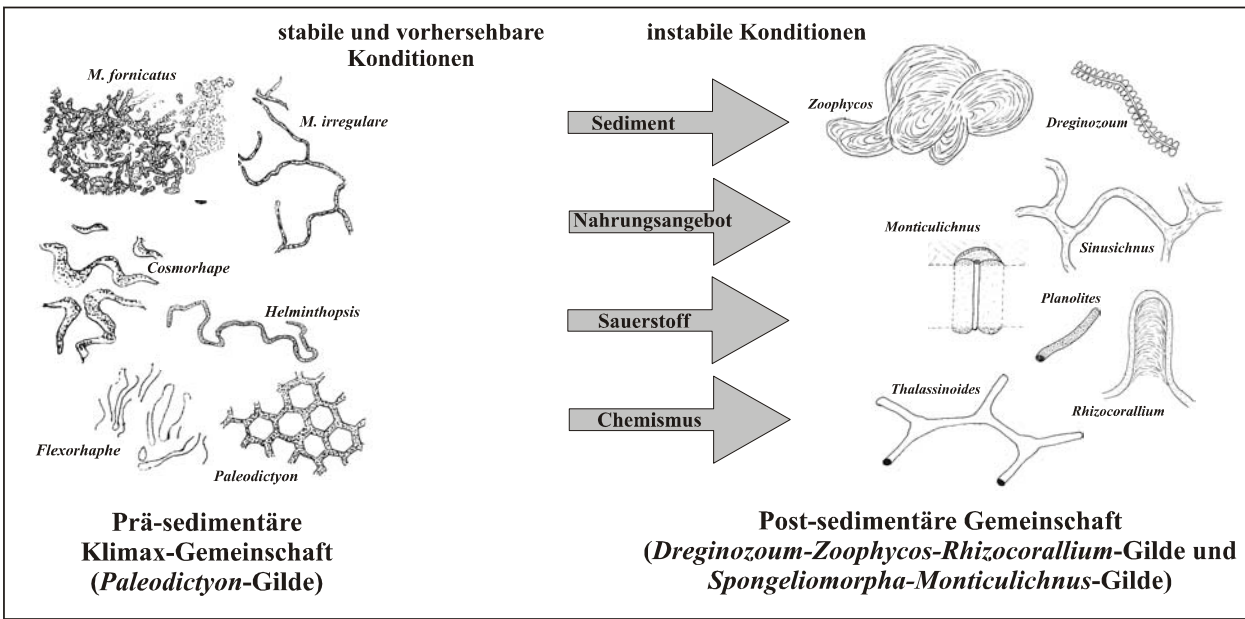 stabile und vorhersehbare
Konditionen
instabile Konditionen
M. fornicatus
M. irregulare
Cosmorhape
Helminthopsis
Flexorhaphe
Paleodictyon
Sediment
Nahrungsangebot
Sauerstoff
Chemismus
Zoophycos
Dreginozoum
Monticulichnus
Sinusichnus
Planolites
Thalassinoides
Rhizocorallium
Prä-sedimentäre
Klimax-Gemeinschaft
(Paleodictyon-Gilde)
Post-sedimentäre Gemeinschaft
(Dreginozoum-Zoophycos-Rhizocorallium-Gilde und
Spongeliomorpha-Monticulichnus-Gilde)